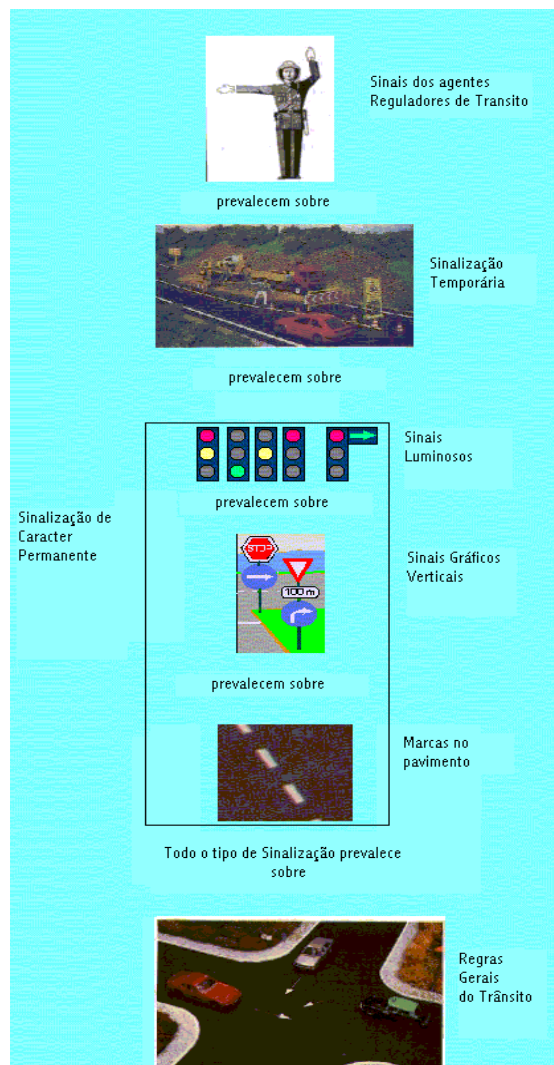 Sinais dos agentes
Reguladores de Transito
prevalecem sobre
Sinalização
Temporária
prevalecem sobre
Sinais
Luminosos
prevalecem sobre
Sinalização de
Caracter
Permanente
STOP
100 m
Sinais Gráficos
Verticais
prevalecem sobre
Marcas no
pavimento
Todo o tipo de Sinalização prevalece
sobre
Regras
Gerais
do Trânsito